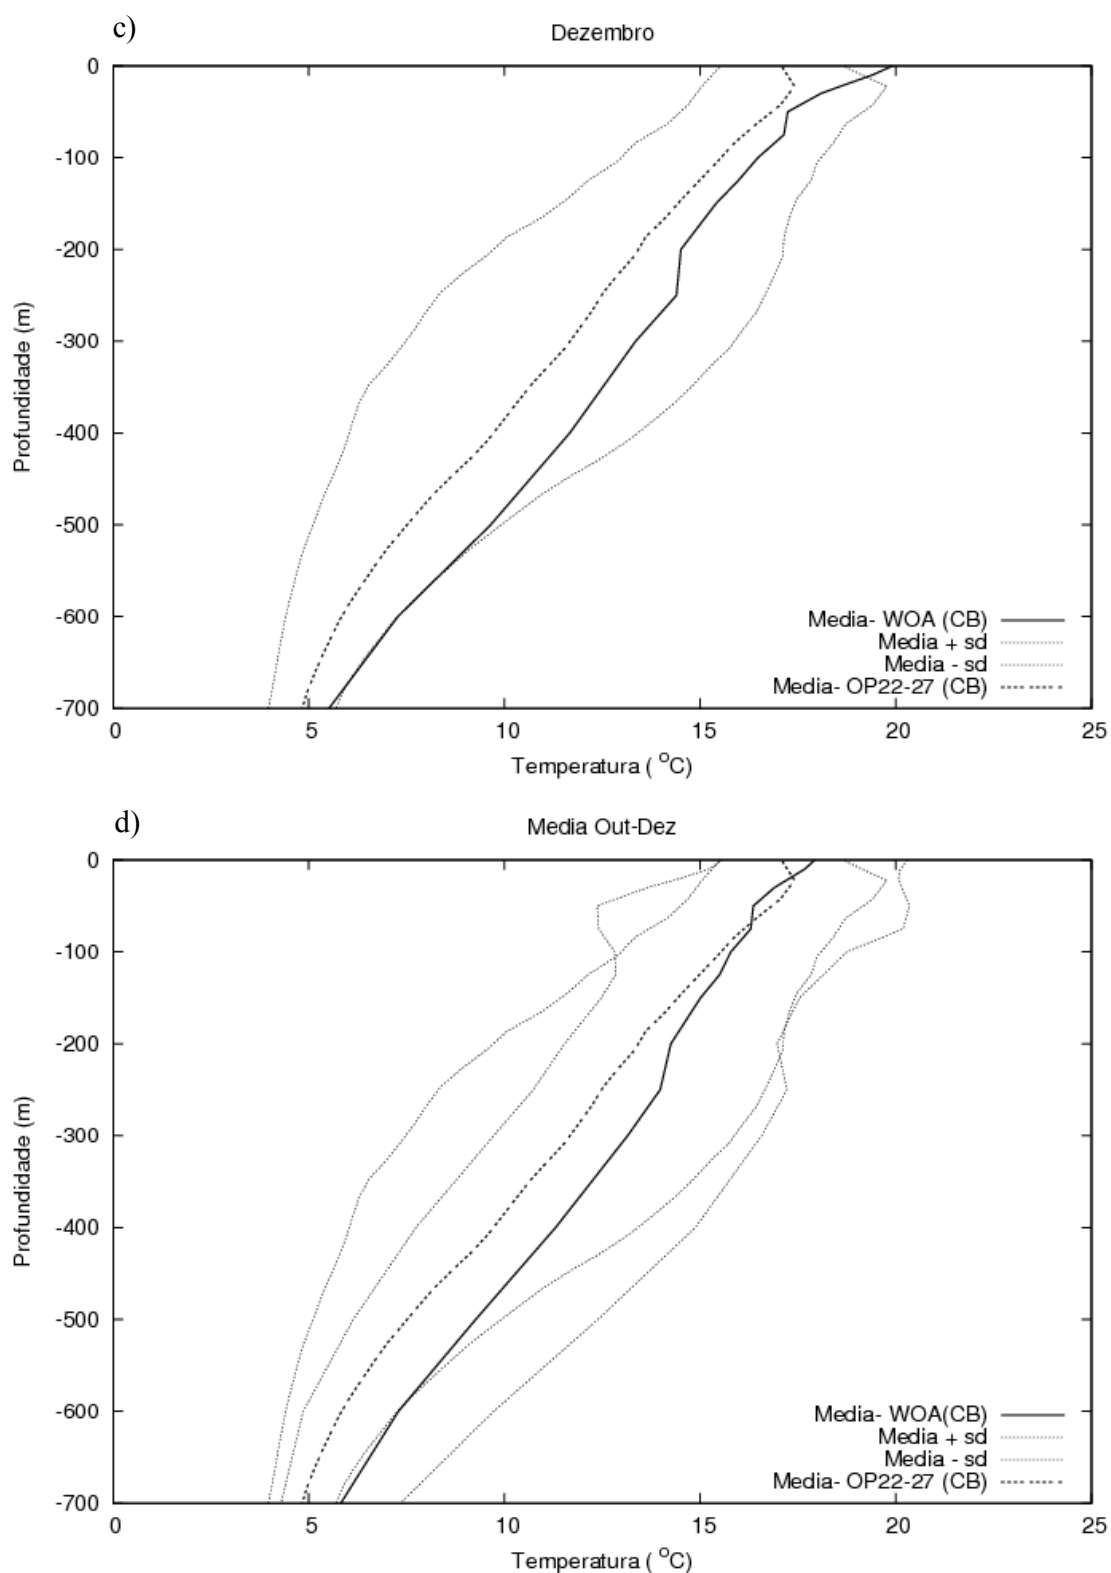 c)
Dezembro
0
-100
-200
-300
-400
-500
-600
-700
Profundidade (m)
Media- WOA (CB)
Media + sd
Media - sd
Media- OP22-27 (CB)
0 5 10 15 20 25
Temperatura ( °C)
d)
Media Out-Dez
0
-100
-200
-300
-400
-500
-600
-700
Profundidade (m)
Media- WOA(CB)
Media + sd
Media - sd
Media- OP22-27 (CB)
0 5 10 15 20 25
Temperatura ( °C)